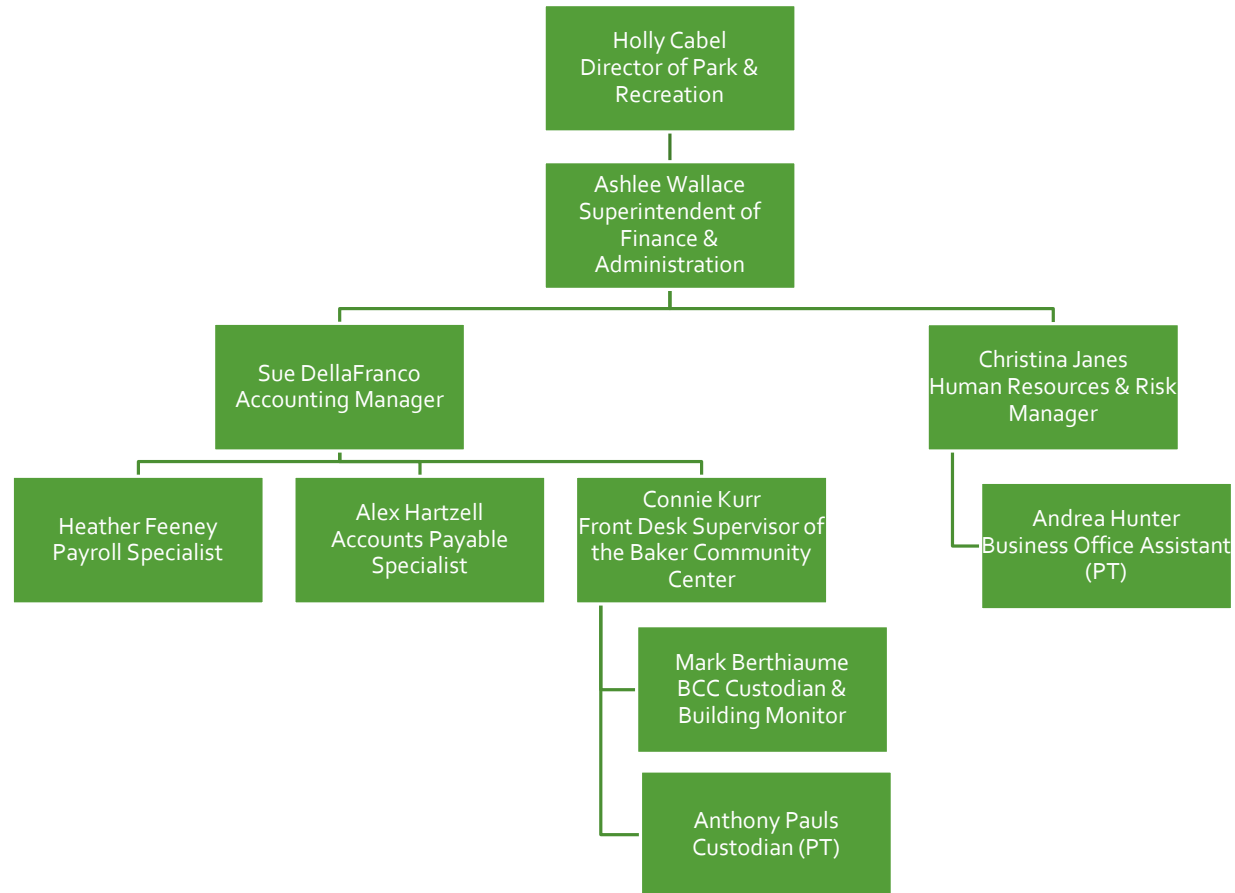 Holly Cabel
Director of Park &
Recreation
Ashlee Wallace
Superintendent of
Finance &
Administration
Sue DellaFranco
Accounting Manager
Christina Janes
Human Resources & Risk
Manager
Heather Feeney
Payroll Specialist
Alex Hartzell
Accounts Payable
Specialist
Connie Kurr
Front Desk Supervisor of
the Baker Community
Center
Andrea Hunter
Business Office Assistant
(PT)
Mark Berthiaume
BCC Custodian &
Building Monitor
Anthony Pauls
Custodian (PT)